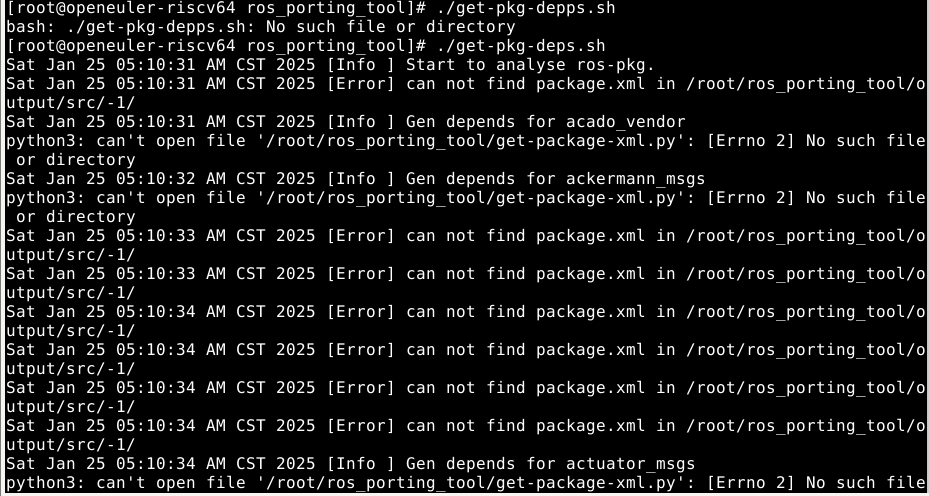 [root@openeuler-riscv64 ros_porting_tool]# ./get-pkg-depps.sh
bash: ./get-pkg-depps.sh: No such file or directory
[root@openeuler-riscv64 ros_porting_tool]# ./get-pkg-deps.sh
Sat Jan 25 05:10:31 AM CST 2025 [Info ] Start to analyse ros-pkg.
Sat Jan 25 05:10:31 AM CST 2025 [Error] can not find package.xml in /root/ros_porting_tool/o
utput/src/-1/
Sat Jan 25 05:10:31 AM CST 2025 [Info ] Gen depends for acado_vendor
python3: can't open file '/root/ros_porting_tool/get-package-xml.py': [Errno 2] No such file
 or directory
Sat Jan 25 05:10:32 AM CST 2025 [Info ] Gen depends for ackermann_msgs
python3: can't open file '/root/ros_porting_tool/get-package-xml.py': [Errno 2] No such file
 or directory
Sat Jan 25 05:10:33 AM CST 2025 [Error] can not find package.xml in /root/ros_porting_tool/o
utput/src/-1/
Sat Jan 25 05:10:33 AM CST 2025 [Error] can not find package.xml in /root/ros_porting_tool/o
utput/src/-1/
Sat Jan 25 05:10:34 AM CST 2025 [Error] can not find package.xml in /root/ros_porting_tool/o
utput/src/-1/
Sat Jan 25 05:10:34 AM CST 2025 [Error] can not find package.xml in /root/ros_porting_tool/o
utput/src/-1/
Sat Jan 25 05:10:34 AM CST 2025 [Error] can not find package.xml in /root/ros_porting_tool/o
utput/src/-1/
Sat Jan 25 05:10:34 AM CST 2025 [Error] can not find package.xml in /root/ros_porting_tool/o
utput/src/-1/
Sat Jan 25 05:10:34 AM CST 2025 [Info ] Gen depends for actuator_msgs
python3: can't open file '/root/ros_porting_tool/get-package-xml.py': [Errno 2] No such file